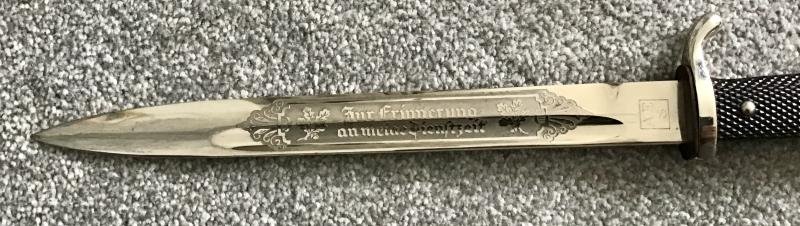 Zur Erinnerung
an meine Dienstzeit